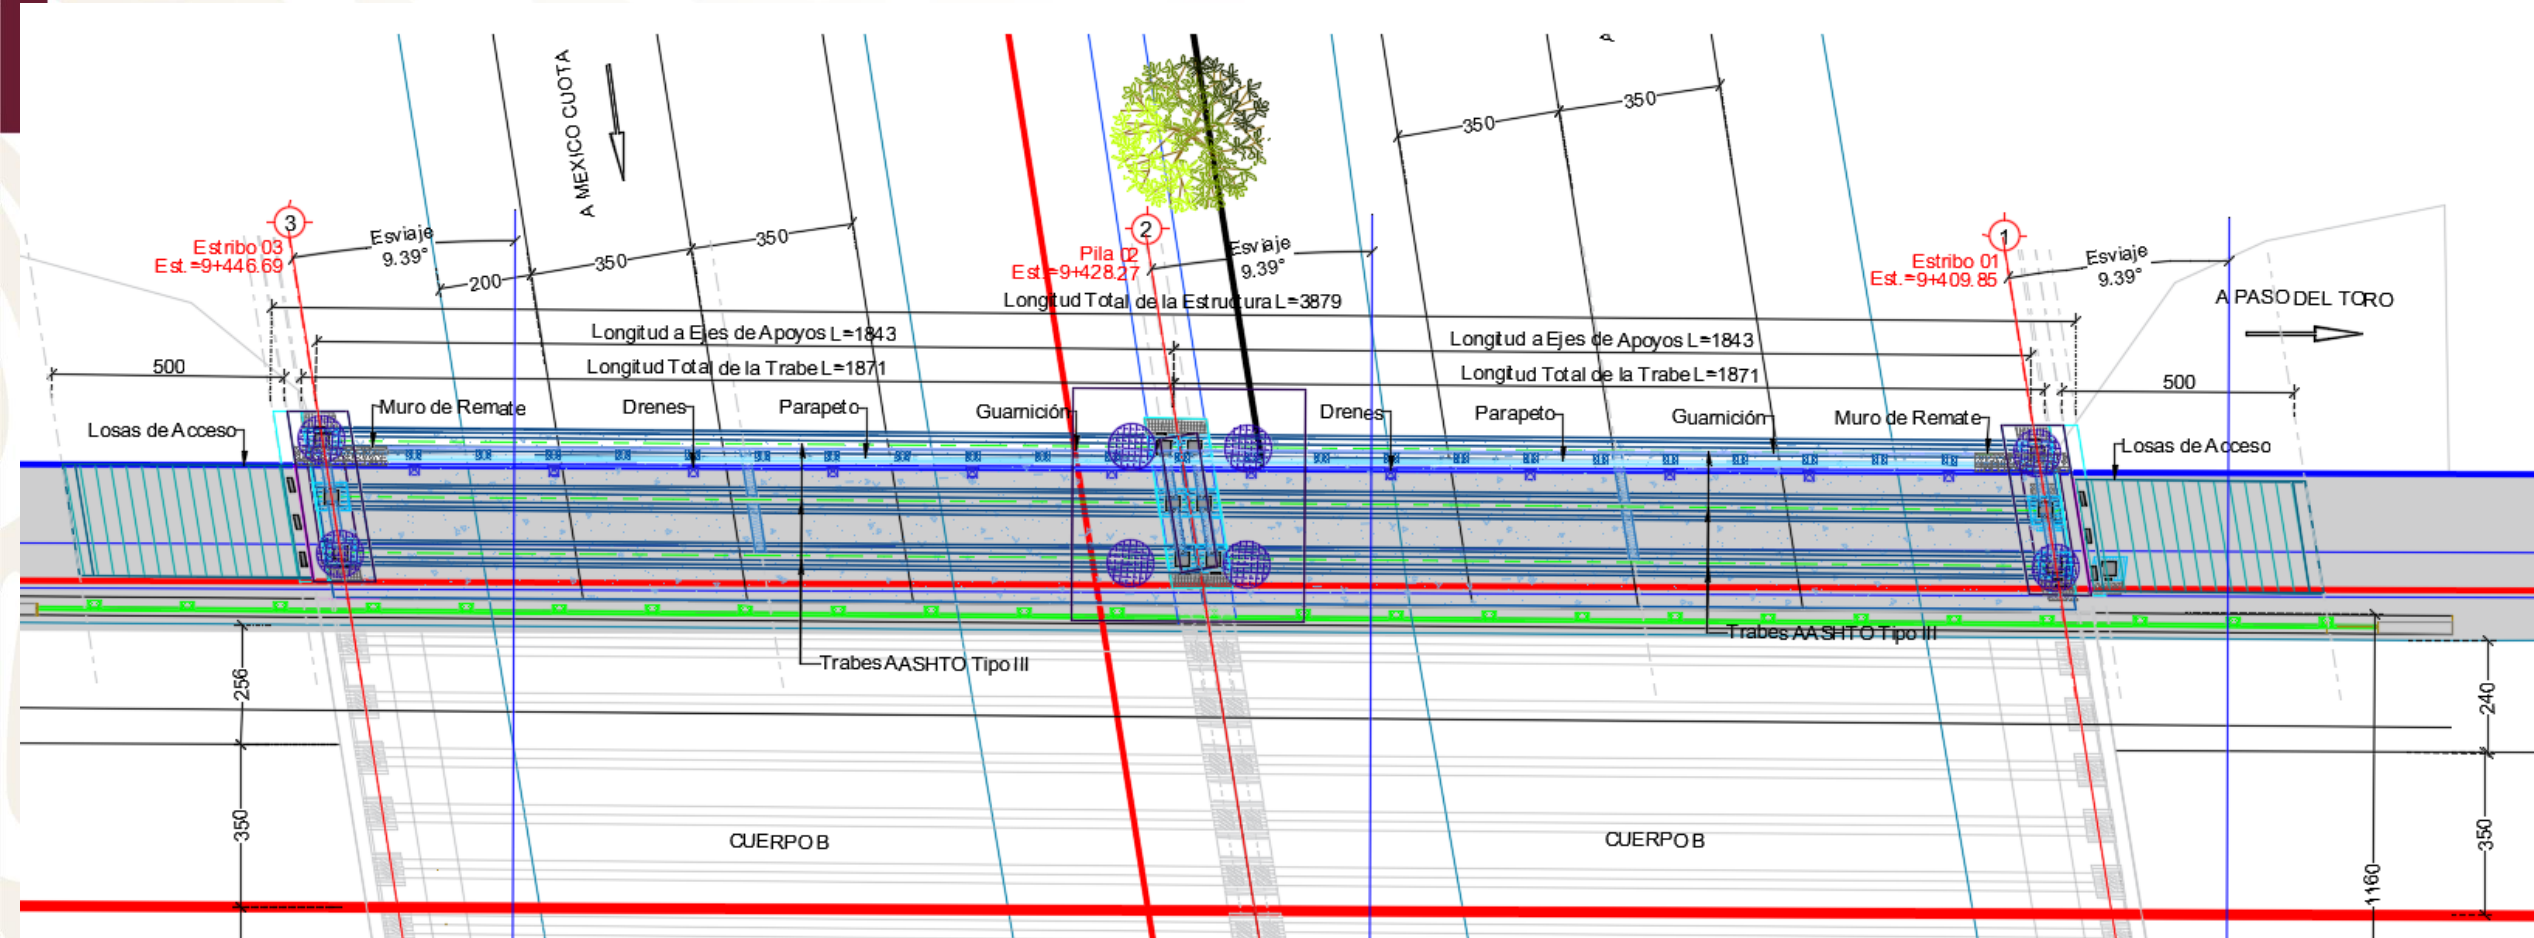 A MEXICO CUOTA
A
350
350
3
Estribo 03
Est.=9+446.69
Esviaje
9.39°
200
350
350
2
Pila 02
Est.=9+428.27
Esviaje
9.39°
1
Estribo 01
Est.=9+409.85
Esviaje
9.39°
A PASO DEL TORO
Longitud Total de la Estructura L=3879
Longitud a Ejes de Apoyos L=1843
Longitud a Ejes de Apoyos L=1843
500
Longitud Total de la Trabe L=1871
Longitud Total de la Trabe L=1871
500
Losas de Acceso
Muro de Remate
Drenes
Parapeto
Guarnición
Drenes
Parapeto
Guarnición
Muro de Remate
Losas de Acceso
Trabes AASHTO Tipo III
Trabes AASHTO Tipo III
256
240
350
CUERPO B
CUERPO B
350
1160